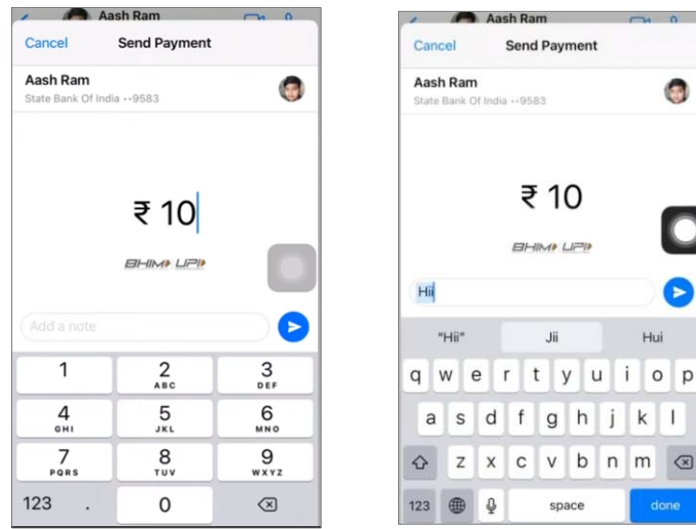 Aash Ram
Cancel Send Payment
Aash Ram
State Bank Of India ··9583
₹ 10
BHIM UPI
Add a note
1 2 3
ABC DEF
4 5 6
GHI JKL MNO
7 8 9
PQRS TUV WXYZ
123 . 0
Aash Ram
Cancel Send Payment
Aash Ram
State Bank Of India ··9583
₹ 10
BHIM UPI
Hii
"Hii" Jii Hui
q w e r t y u i o p
a s d f g h j k l
z x c v b n m
123 space done